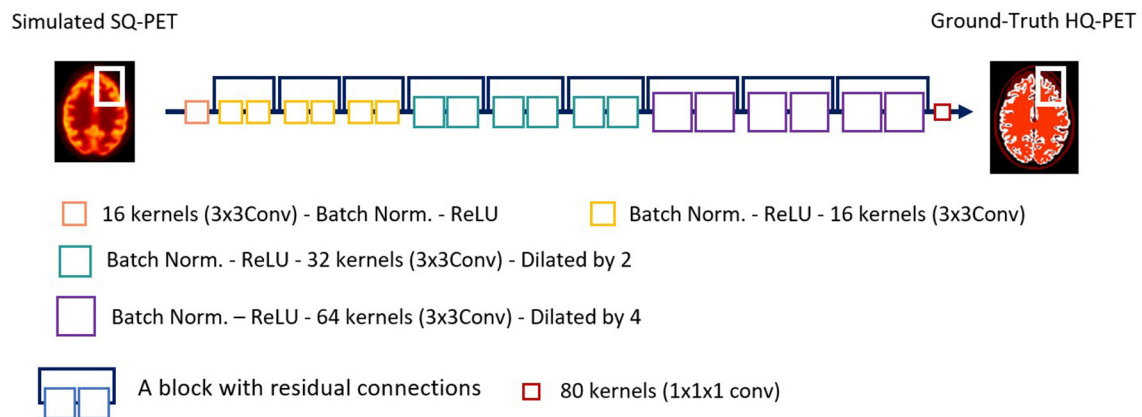 Simulated SQ-PET
Ground-Truth HQ-PET
16 kernels (3x3Conv) - Batch Norm. - ReLU
Batch Norm. - ReLU - 16 kernels (3x3Conv)
Batch Norm. - ReLU - 32 kernels (3x3Conv) - Dilated by 2
Batch Norm. – ReLU - 64 kernels (3x3Conv) - Dilated by 4
A block with residual connections
80 kernels (1x1x1 conv)